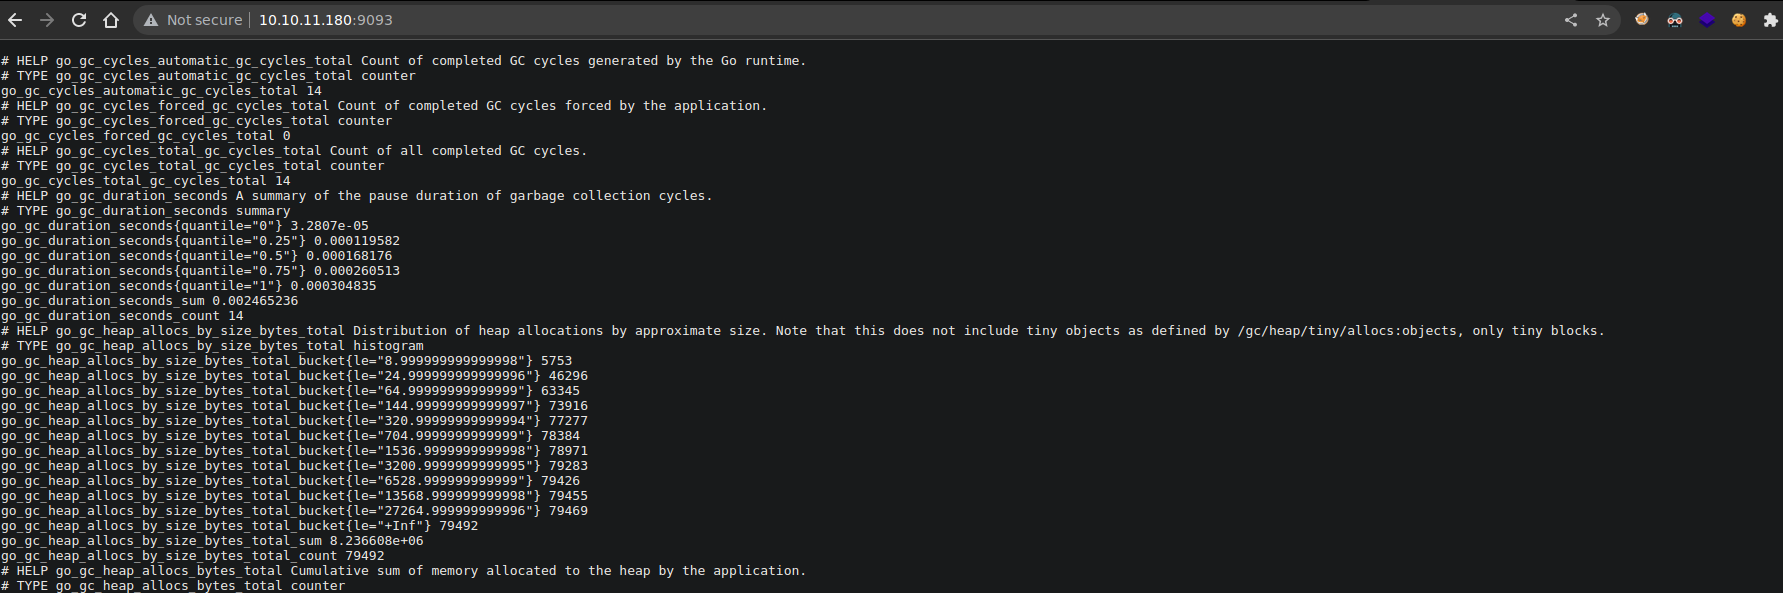 Not secure 10.10.11.180:9093
# HELP go_gc_cycles_automatic_gc_cycles_total Count of completed GC cycles generated by the Go runtime.
# TYPE go_gc_cycles_automatic_gc_cycles_total counter
go_gc_cycles_automatic_gc_cycles_total 14
# HELP go_gc_cycles_forced_gc_cycles_total Count of completed GC cycles forced by the application.
# TYPE go_gc_cycles_forced_gc_cycles_total counter
go_gc_cycles_forced_gc_cycles_total 0
# HELP go_gc_cycles_total_gc_cycles_total Count of all completed GC cycles.
# TYPE go_gc_cycles_total_gc_cycles_total counter
go_gc_cycles_total_gc_cycles_total 14
# HELP go_gc_duration_seconds A summary of the pause duration of garbage collection cycles.
# TYPE go_gc_duration_seconds summary
go_gc_duration_seconds{quantile="0"} 3.2807e-05
go_gc_duration_seconds{quantile="0.25"} 0.000119582
go_gc_duration_seconds{quantile="0.5"} 0.000168176
go_gc_duration_seconds{quantile="0.75"} 0.000260513
go_gc_duration_seconds{quantile="1"} 0.000304835
go_gc_duration_seconds_sum 0.002465236
go_gc_duration_seconds_count 14
# HELP go_gc_heap_allocs_by_size_bytes_total Distribution of heap allocations by approximate size. Note that this does not include tiny objects as defined by /gc/heap/tiny/allocs:objects, only tiny blocks.
# TYPE go_gc_heap_allocs_by_size_bytes_total histogram
go_gc_heap_allocs_by_size_bytes_total_bucket{le="8.999999999999998"} 5753
go_gc_heap_allocs_by_size_bytes_total_bucket{le="24.999999999999996"} 46296
go_gc_heap_allocs_by_size_bytes_total_bucket{le="64.99999999999999"} 63345
go_gc_heap_allocs_by_size_bytes_total_bucket{le="144.99999999999997"} 73916
go_gc_heap_allocs_by_size_bytes_total_bucket{le="320.99999999999994"} 77277
go_gc_heap_allocs_by_size_bytes_total_bucket{le="704.9999999999999"} 78384
go_gc_heap_allocs_by_size_bytes_total_bucket{le="1536.9999999999998"} 78971
go_gc_heap_allocs_by_size_bytes_total_bucket{le="3200.9999999999995"} 79283
go_gc_heap_allocs_by_size_bytes_total_bucket{le="6528.999999999999"} 79426
go_gc_heap_allocs_by_size_bytes_total_bucket{le="13568.999999999998"} 79455
go_gc_heap_allocs_by_size_bytes_total_bucket{le="27264.999999999996"} 79469
go_gc_heap_allocs_by_size_bytes_total_bucket{le="+Inf"} 79492
go_gc_heap_allocs_by_size_bytes_total_sum 8.236608e+06
go_gc_heap_allocs_by_size_bytes_total_count 79492
# HELP go_gc_heap_allocs_bytes_total Cumulative sum of memory allocated to the heap by the application.
# TYPE go_gc_heap_allocs_bytes_total counter